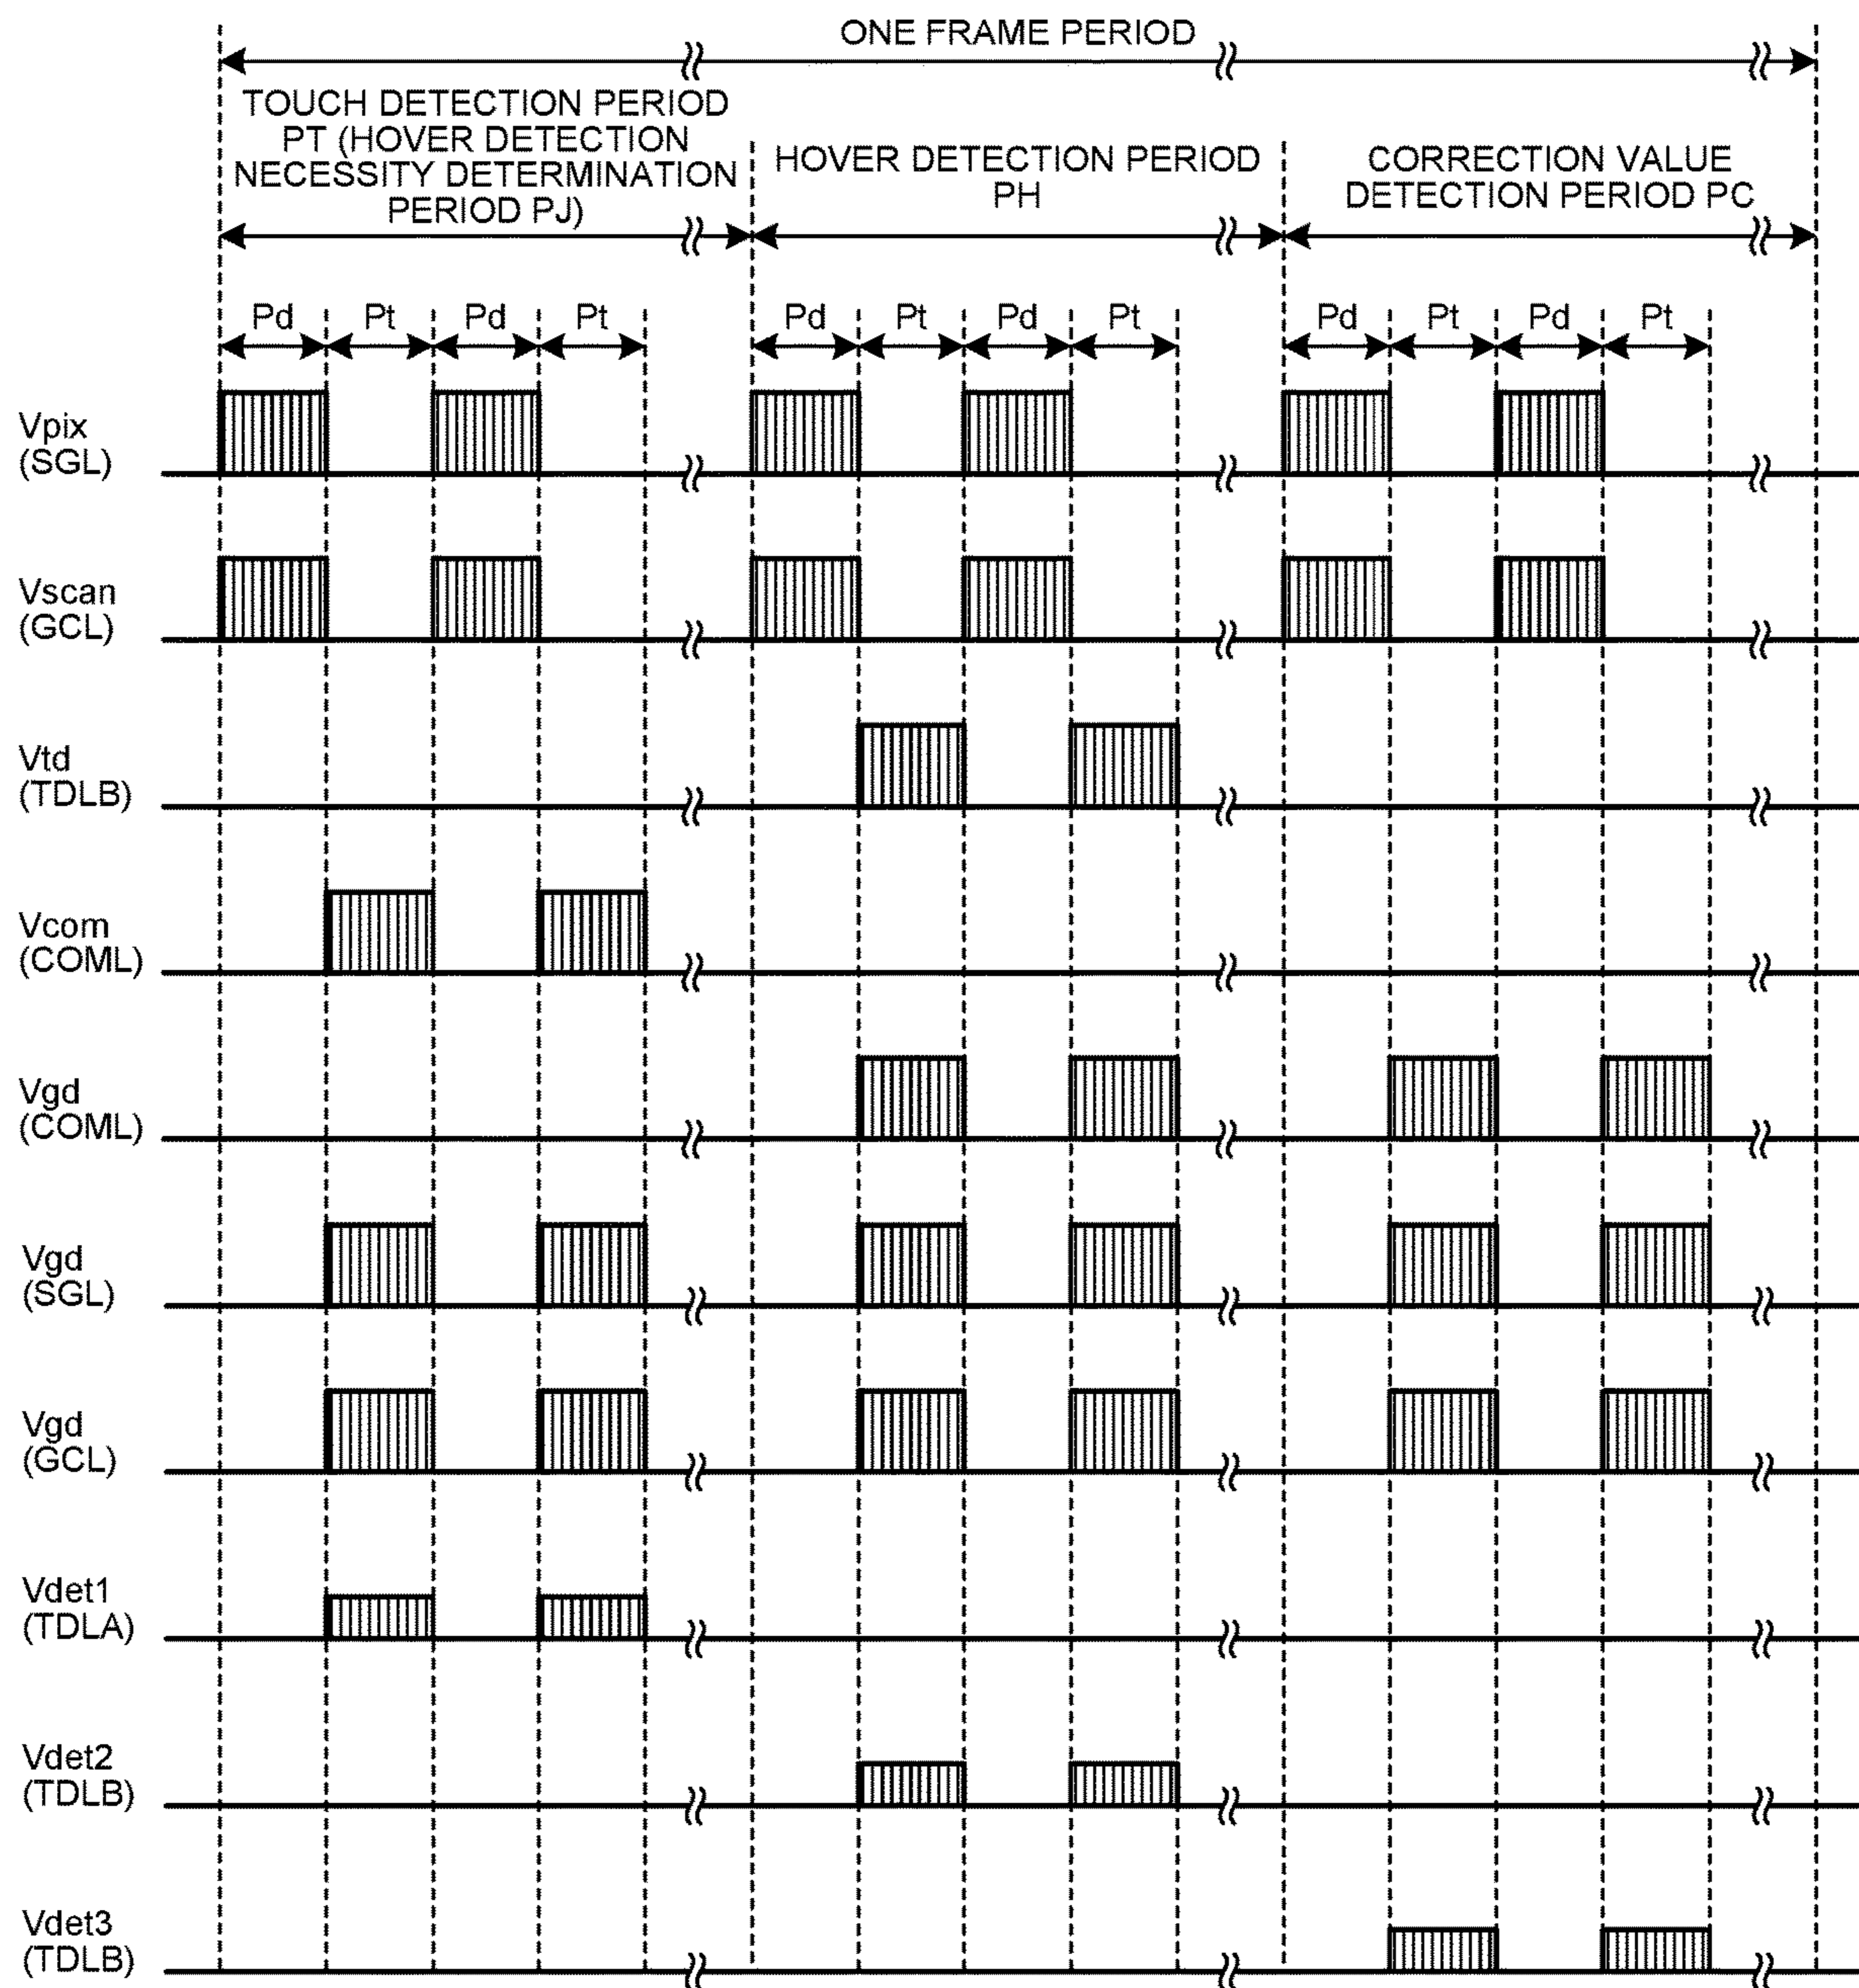 ONE FRAME PERIOD
TOUCH DETECTION PERIOD
PT (HOVER DETECTION
NECESSITY DETERMINATION
PERIOD PJ)
HOVER DETECTION PERIOD
PH
CORRECTION VALUE
DETECTION PERIOD PC
Pd Pt Pd Pt Pd Pt Pd Pt Pd Pt Pd Pt
Vpix
(SGL)
Vscan
(GCL)
Vtd
(TDLB)
Vcom
(COML)
Vgd
(COML)
Vgd
(SGL)
Vgd
(GCL)
Vdet1
(TDLA)
Vdet2
(TDLB)
Vdet3
(TDLB)